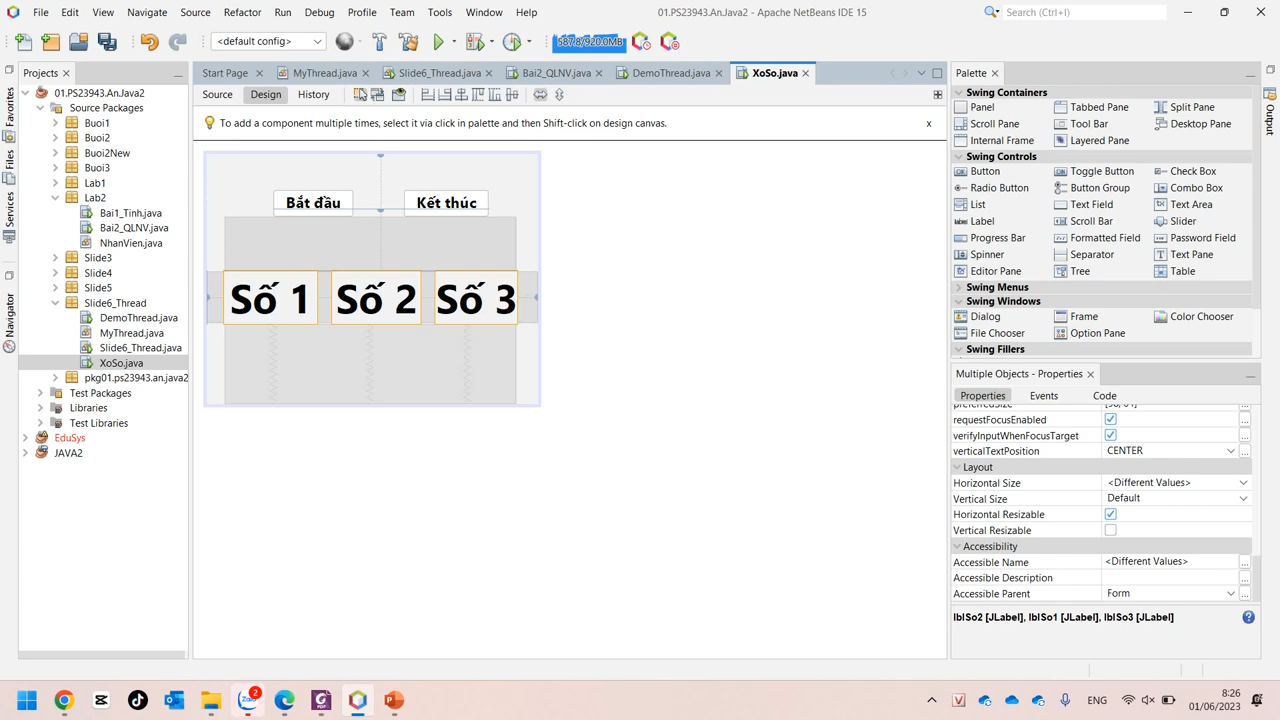 File Edit View Navigate Source Refactor Run Debug Profile Team Tools Window Help
01.PS23943.An.Java2 - Apache NetBeans IDE 15
Search (Ctrl+I)
<default config>
587.8/920.0MB
Projects
Start Page
MyThread.java
Slide6_Thread.java
Bai2_QLNV.java
DemoThread.java
XoSo.java
Source Design History
To add a component multiple times, select it via click in palette and then Shift-click on design canvas.
x
Favorites
Files
Services
Navigator
01.PS23943.An.Java2
Source Packages
Buoi1
Buoi2
Buoi2New
Buoi3
Lab1
Lab2
Bai1_Tinh.java
Bai2_QLNV.java
NhanVien.java
Slide3
Slide4
Slide5
Slide6_Thread
DemoThread.java
MyThread.java
Slide6_Thread.java
XoSo.java
pkg01.ps23943.an.java2
Test Packages
Libraries
Test Libraries
EduSys
JAVA2
Bắt đầu
Kết thúc
Số 1
Số 2
Số 3
Palette
Swing Containers
Panel Tabbed Pane Split Pane
Scroll Pane Tool Bar Desktop Pane
Internal Frame Layered Pane
Swing Controls
Button Toggle Button Check Box
Radio Button Button Group Combo Box
List Text Field Text Area
Label Scroll Bar Slider
Progress Bar Formatted Field Password Field
Spinner Separator Text Pane
Editor Pane Tree Table
Swing Menus
Swing Windows
Dialog Frame Color Chooser
File Chooser Option Pane
Swing Fillers
Output
Multiple Objects - Properties
Properties Events Code
requestFocusEnabled
verifyInputWhenFocusTarget
verticalTextPosition CENTER
Layout
Horizontal Size <Different Values>
Vertical Size Default
Horizontal Resizable
Vertical Resizable
Accessibility
Accessible Name <Different Values>
Accessible Description
Accessible Parent Form
lblSo2 [JLabel], lblSo1 [JLabel], lblSo3 [JLabel]
Zalo
2
ENG
8:26
01/06/2023